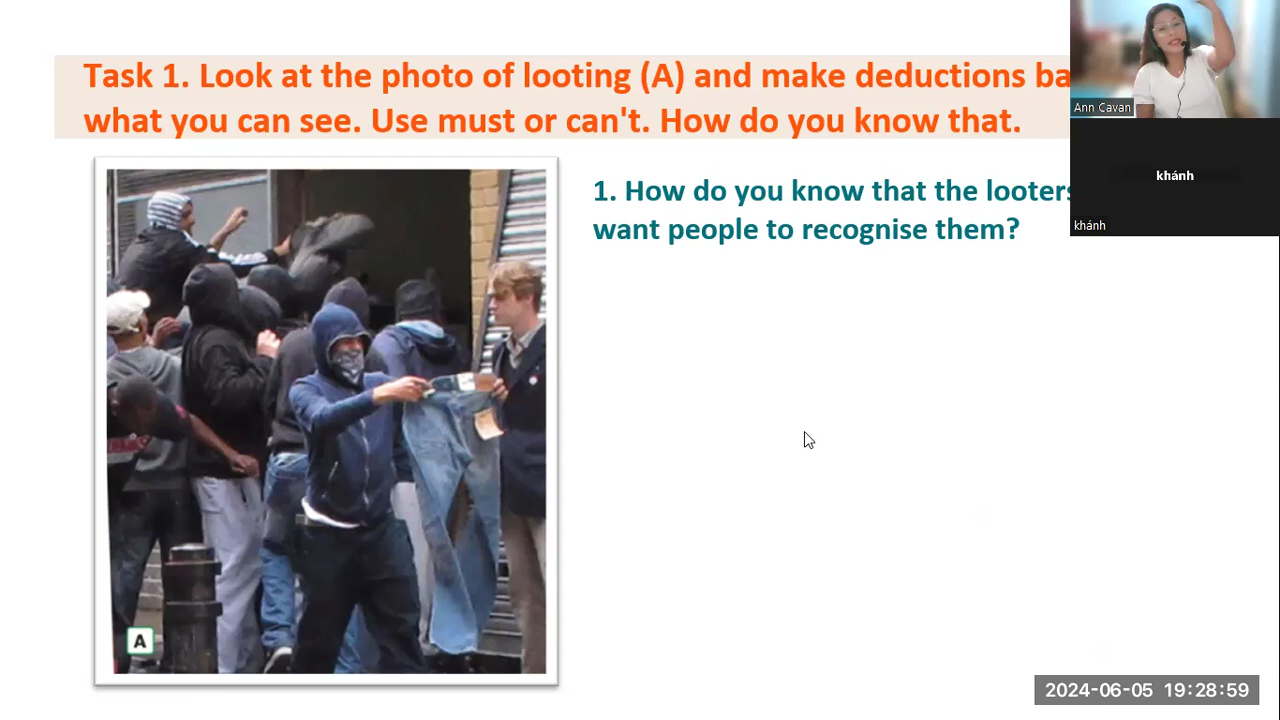 Task 1. Look at the photo of looting (A) and make deductions ba
what you can see. Use must or can't. How do you know that.
1. How do you know that the looters
want people to recognise them?
Ann Cavan
khánh
khánh
A
2024-06-05 19:28:59